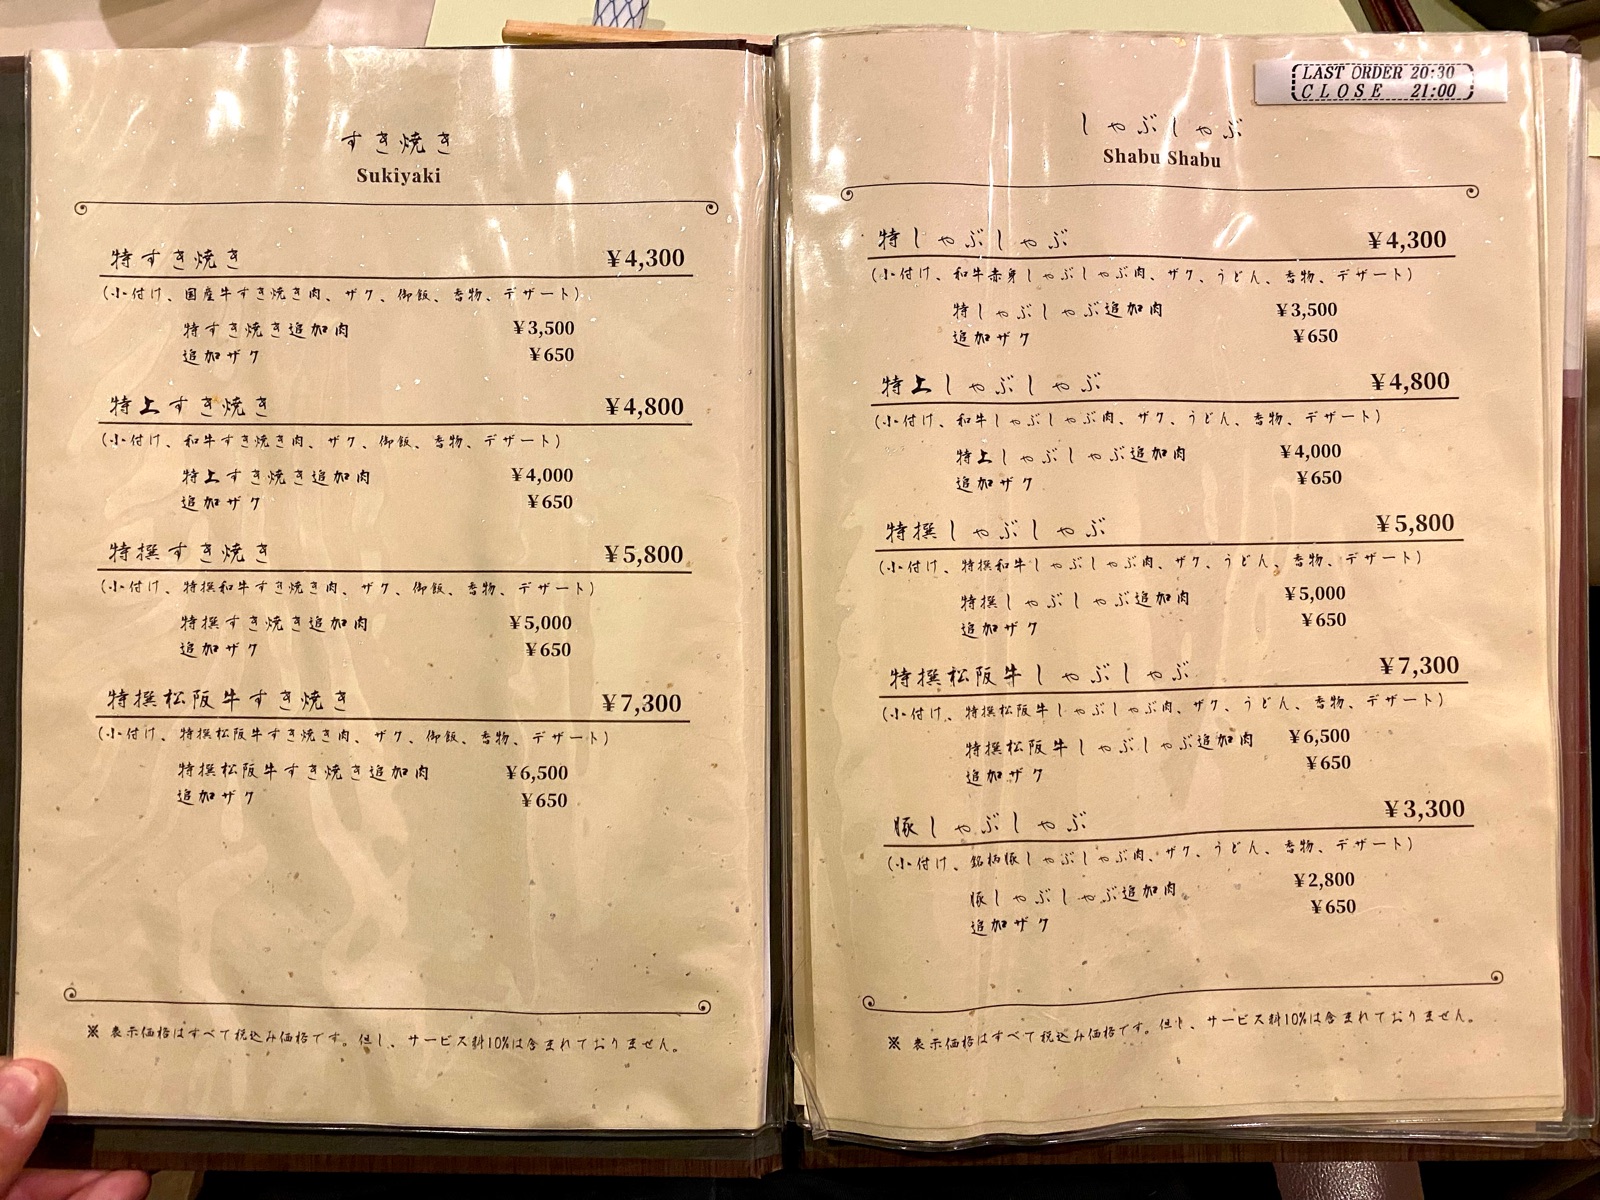 すき焼き
Sukiyaki
特すき焼き ¥4,300
(小付け、国産牛すき焼き肉、ザク、御飯、香物、デザート)
特すき焼き追加肉 ¥3,500
追加ザク ¥650
特上すき焼き ¥4,800
(小付け、和牛すき焼き肉、ザク、御飯、香物、デザート)
特上すき焼き追加肉 ¥4,000
追加ザク ¥650
特撰すき焼き ¥5,800
(小付け、特撰和牛すき焼き肉、ザク、御飯、香物、デザート)
特撰すき焼き追加肉 ¥5,000
追加ザク ¥650
特撰松阪牛すき焼き ¥7,300
(小付け、特撰松阪牛すき焼き肉、ザク、御飯、香物、デザート)
特撰松阪牛すき焼き追加肉 ¥6,500
追加ザク ¥650
※ 表示価格はすべて税込み価格です。但し、サービス料10%は含まれておりません。
LAST ORDER 20:30
CLOSE 21:00
しゃぶしゃぶ
Shabu Shabu
特しゃぶしゃぶ ¥4,300
(小付け、和牛赤身しゃぶしゃぶ肉、ザク、うどん、香物、デザート)
特しゃぶしゃぶ追加肉 ¥3,500
追加ザク ¥650
特上しゃぶしゃぶ ¥4,800
(小付け、和牛しゃぶしゃぶ肉、ザク、うどん、香物、デザート)
特上しゃぶしゃぶ追加肉 ¥4,000
追加ザク ¥650
特撰しゃぶしゃぶ ¥5,800
(小付け、特撰和牛しゃぶしゃぶ肉、ザク、うどん、香物、デザート)
特撰しゃぶしゃぶ追加肉 ¥5,000
追加ザク ¥650
特撰松阪牛しゃぶしゃぶ ¥7,300
(小付け、特撰松阪牛しゃぶしゃぶ肉、ザク、うどん、香物、デザート)
特撰松阪牛しゃぶしゃぶ追加肉 ¥6,500
追加ザク ¥650
豚しゃぶしゃぶ ¥3,300
(小付け、銘柄豚しゃぶしゃぶ肉、ザク、うどん、香物、デザート)
豚しゃぶしゃぶ追加肉 ¥2,800
追加ザク ¥650
※ 表示価格はすべて税込み価格です。但し、サービス料10%は含まれておりません。